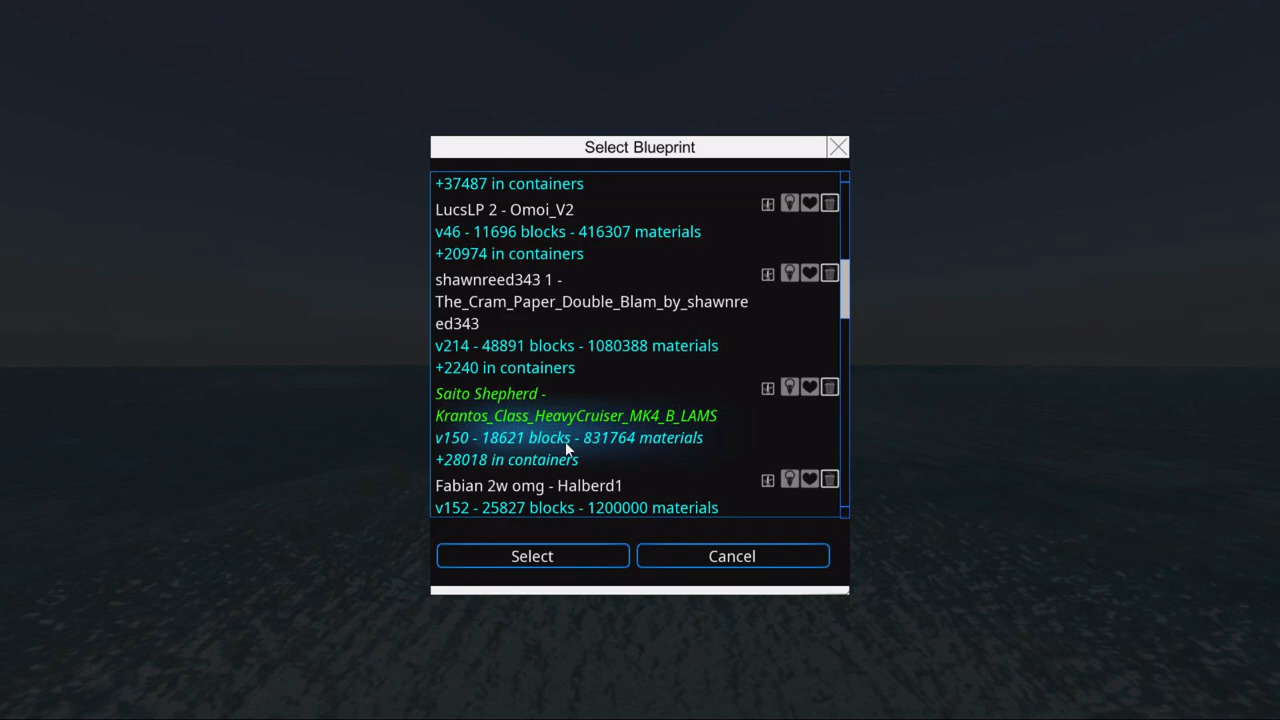 Select Blueprint
+37487 in containers
LucsLP 2 - Omoi_V2
v46 - 11696 blocks - 416307 materials
+20974 in containers
shawnreed343 1 -
The_Cram_Paper_Double_Blam_by_shawnre
ed343
v214 - 48891 blocks - 1080388 materials
+2240 in containers
Saito Shepherd -
Krantos_Class_HeavyCruiser_MK4_B_LAMS
v150 - 18621 blocks - 831764 materials
+28018 in containers
Fabian 2w omg - Halberd1
v152 - 25827 blocks - 1200000 materials
Select Cancel